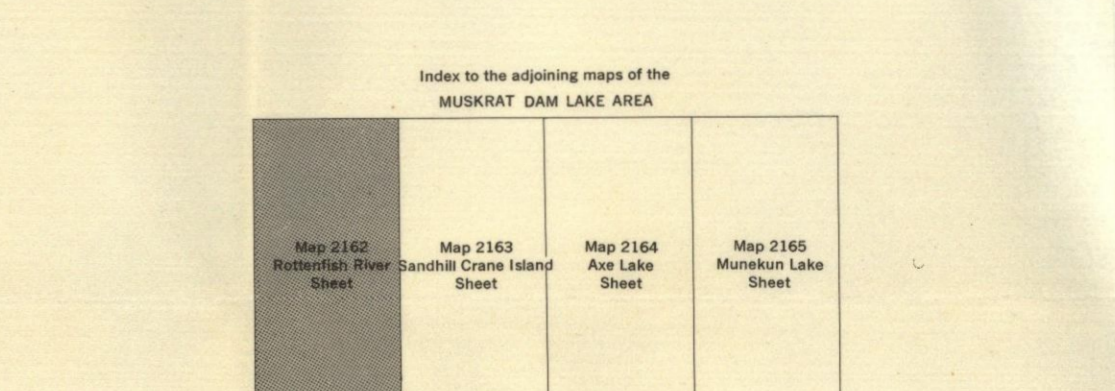 Index to the adjoining maps of the
MUSKRAT DAM LAKE AREA
Map 2162
Rottenfish River
Sheet
Map 2163
Sandhill Crane Island
Sheet
Map 2164
Axe Lake
Sheet
Map 2165
Munekun Lake
Sheet